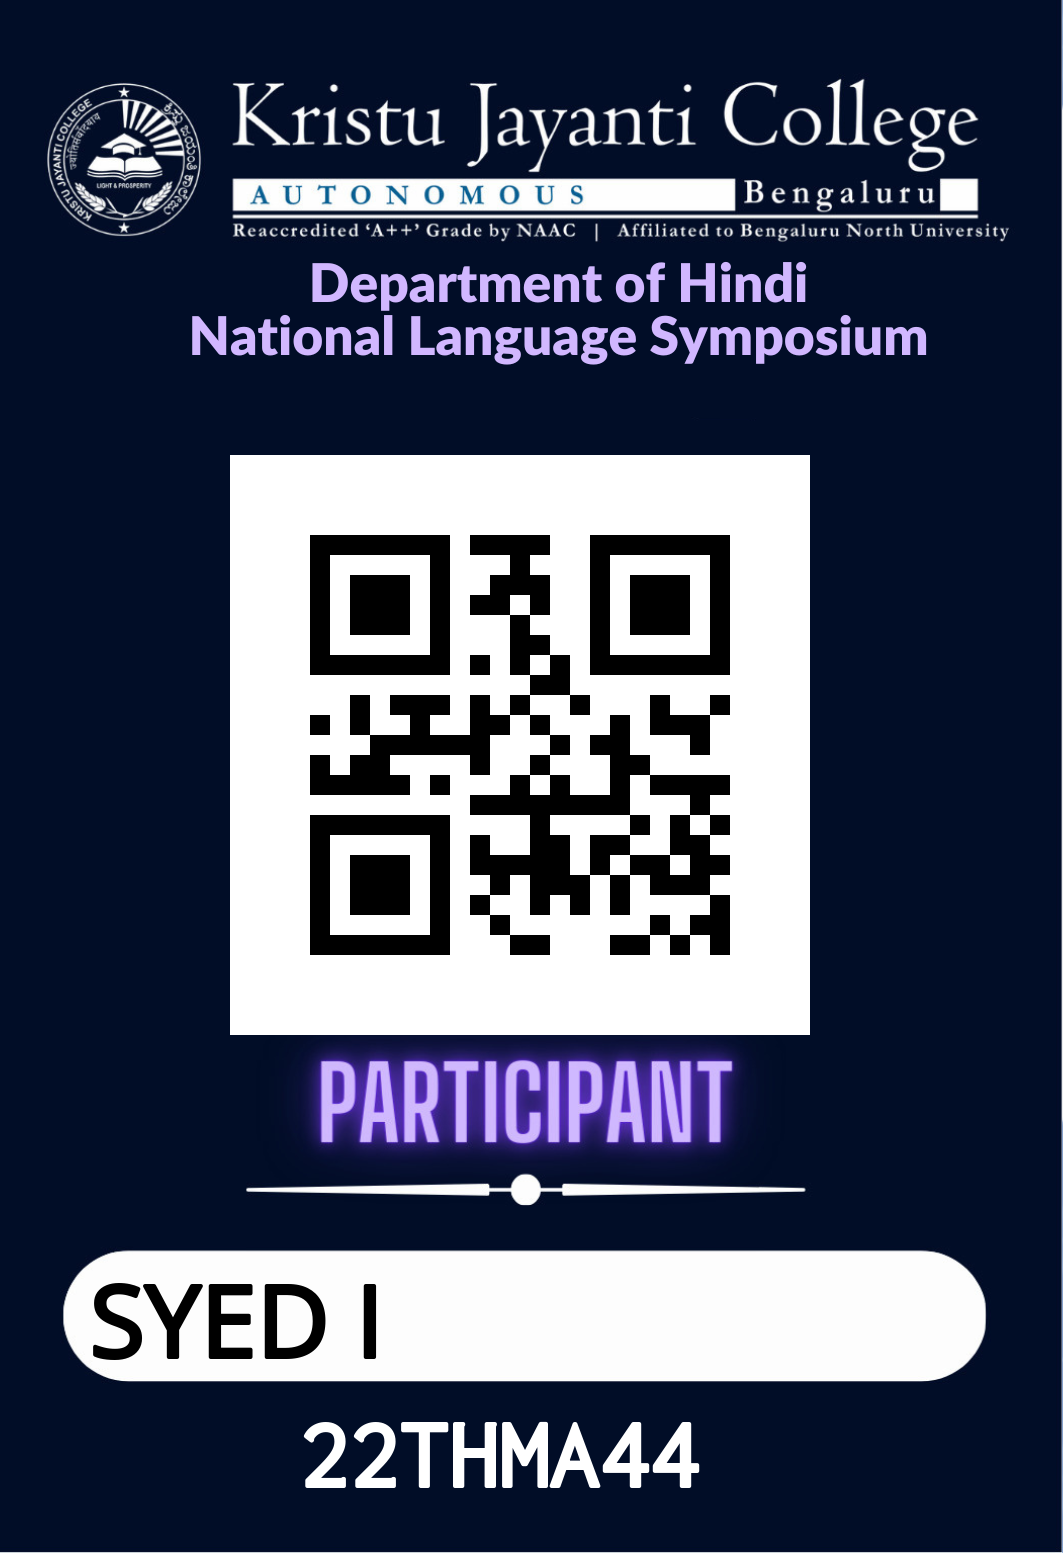 Kristu Jayanti College
AUTONOMOUS Bengaluru
Reaccredited ‘A++’ Grade by NAAC | Affiliated to Bengaluru North University
KRISTU JAYANTI COLLEGE
LIGHT & PROSPERITY
Department of Hindi
National Language Symposium
PARTICIPANT
SYED I
22THMA44